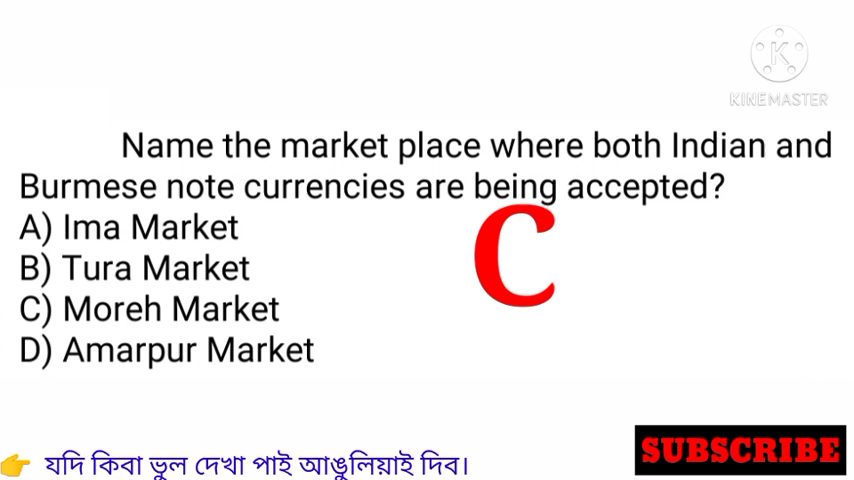 KINEMASTER
Name the market place where both Indian and
Burmese note currencies are being accepted?
A) Ima Market
B) Tura Market
C) Moreh Market
D) Amarpur Market
C
SUBSCRIBE
👉 যদি কিবা ভুল দেখা পাই আঙুলিয়াই দিব।